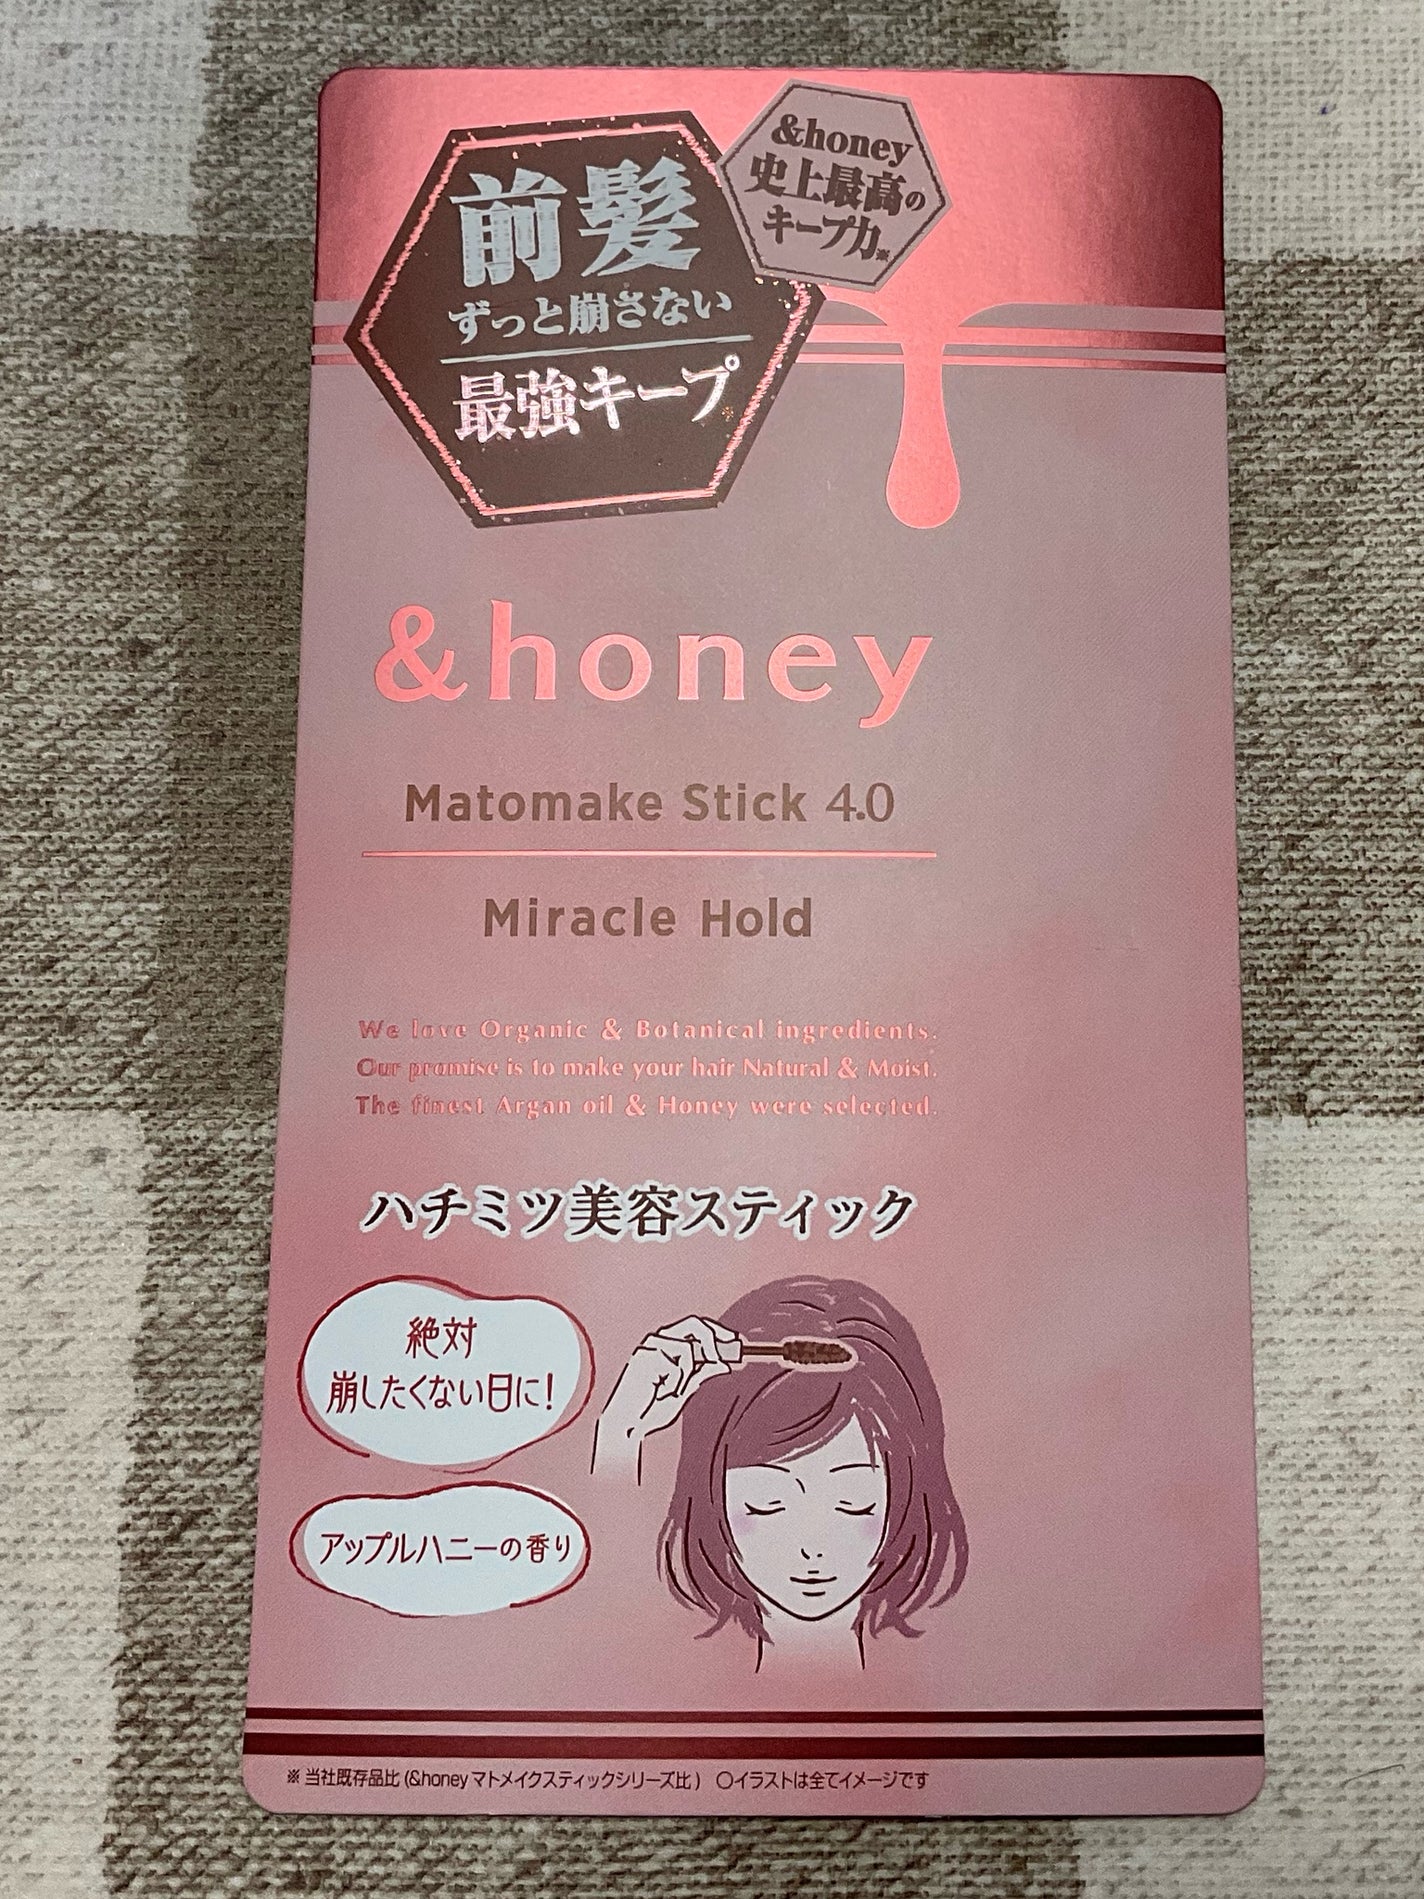 前髪
ずっと崩さない
最強キープ※
&honey
史上最高の
キープ力※
&honey
Matomake Stick 4.0
Miracle Hold
We love Organic & Botanical ingredients.
Our promise is to make your hair Natural & Moist.
The finest Argan oil & Honey were selected.
ハチミツ美容スティック
絶対
崩したくない日に!
アップルハニーの香り
※当社既存品比(&honeyマトメイクスティックシリーズ比) ○イラストは全てイメージです